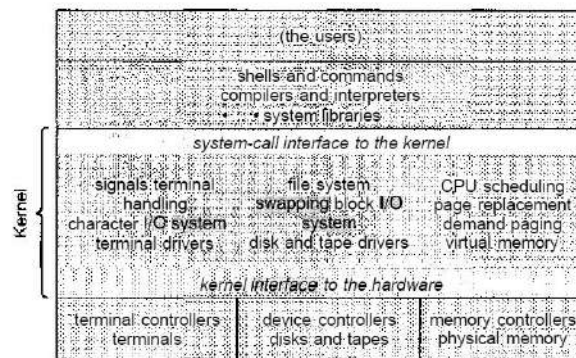 (the users)
shells and commands
compilers and interpreters
system libraries
system-call interface to the kernel
Kernel
signals terminal
handling
character I/O system
terminal drivers
file system
swapping block I/O
system
disk and tape drivers
CPU scheduling
page replacement
demand paging
virtual memory
kernel interface to the hardware
terminal controllers
terminals
device controllers
disks and tapes
memory controllers
physical memory